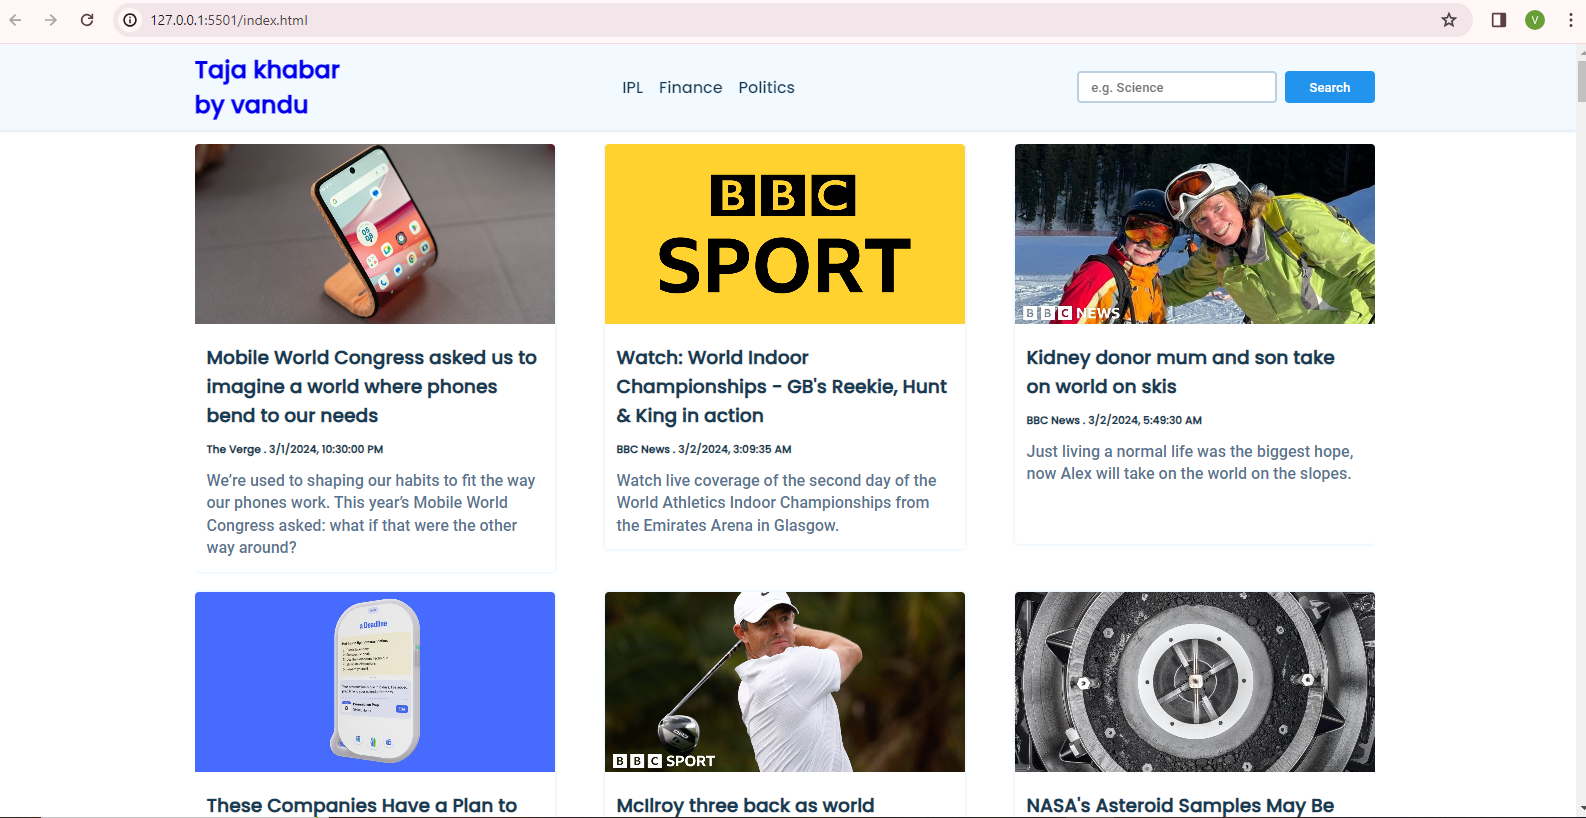 127.0.0.1:5501/index.html
V
Taja khabar
by vandu
IPL Finance Politics
e.g. Science
Search
BBC
SPORT
BBC NEWS
Mobile World Congress asked us to
imagine a world where phones
bend to our needs
The Verge . 3/1/2024, 10:30:00 PM
We’re used to shaping our habits to fit the way
our phones work. This year’s Mobile World
Congress asked: what if that were the other
way around?
Watch: World Indoor
Championships - GB's Reekie, Hunt
& King in action
BBC News . 3/2/2024, 3:09:35 AM
Watch live coverage of the second day of the
World Athletics Indoor Championships from
the Emirates Arena in Glasgow.
Kidney donor mum and son take
on world on skis
BBC News . 3/2/2024, 5:49:30 AM
Just living a normal life was the biggest hope,
now Alex will take on the world on the slopes.
a Deadline
BBC SPORT
These Companies Have a Plan to
McIlroy three back as world
NASA's Asteroid Samples May Be